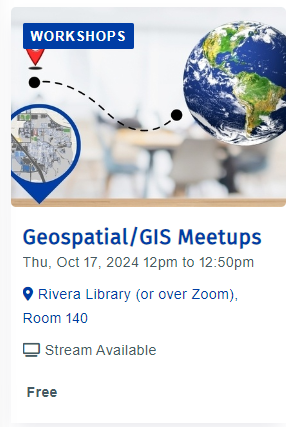 WORKSHOPS
Geospatial/GIS Meetups
Thu, Oct 17, 2024 12pm to 12:50pm
Rivera Library (or over Zoom),
Room 140
Stream Available
Free